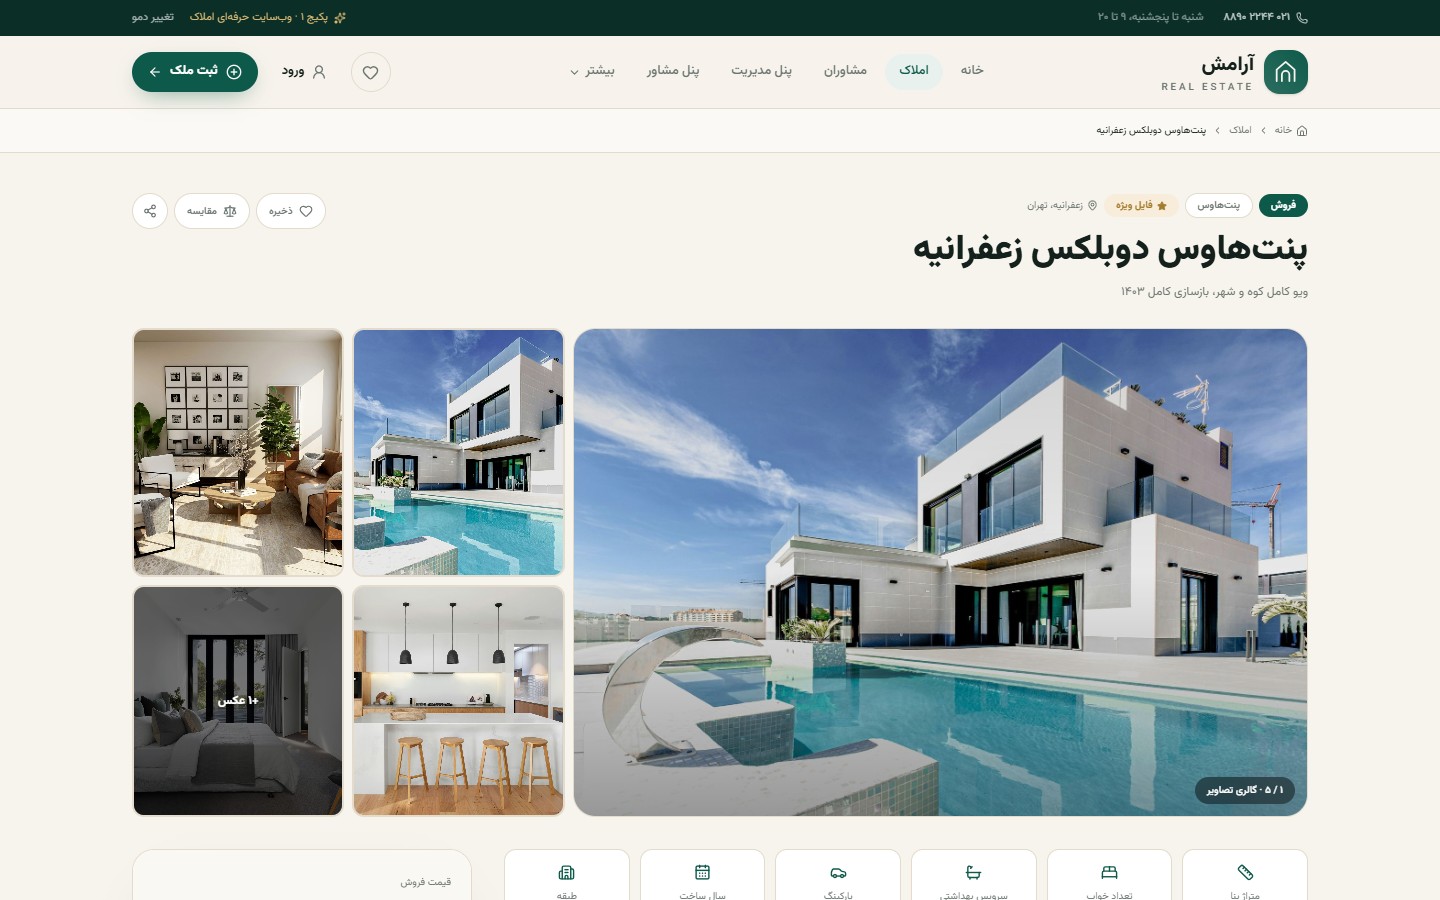 ۰۲۱ ۲۲۴۴ ۸۸۹۰
شنبه تا پنجشنبه، ۹ تا ۲۰
پکیج ۱ · وب‌سایت حرفه‌ای املاک
تغییر دمو
آرامش
REAL ESTATE
خانه
املاک
مشاوران
پنل مدیریت
پنل مشاور
بیشتر
ورود
ثبت ملک
خانه
املاک
پنت‌هاوس دوبلکس زعفرانیه
فروش
پنت‌هاوس
فایل ویژه
زعفرانیه، تهران
ذخیره
مقایسه
پنت‌هاوس دوبلکس زعفرانیه
ویو کامل کوه و شهر، بازسازی کامل ۱۴۰۳
+۱ عکس
۱ / ۵ · گالری تصاویر
متراژ بنا
تعداد خواب
سرویس بهداشتی
پارکینگ
سال ساخت
طبقه
قیمت فروش